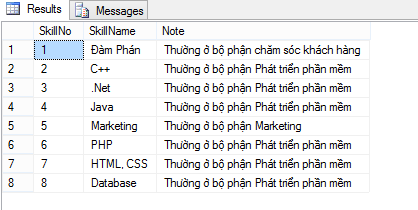 Results Messages
SkillNo SkillName Note
1 1 Đàm Phán Thường ở bộ phận chăm sóc khách hàng
2 2 C++ Thường ở bộ phận Phát triển phần mềm
3 3 .Net Thường ở bộ phận Phát triển phần mềm
4 4 Java Thường ở bộ phận Phát triển phần mềm
5 5 Marketing Thường ở bộ phận Marketing
6 6 PHP Thường ở bộ phận Phát triển phần mềm
7 7 HTML, CSS Thường ở bộ phận Phát triển phần mềm
8 8 Database Thường ở bộ phận Phát triển phần mềm